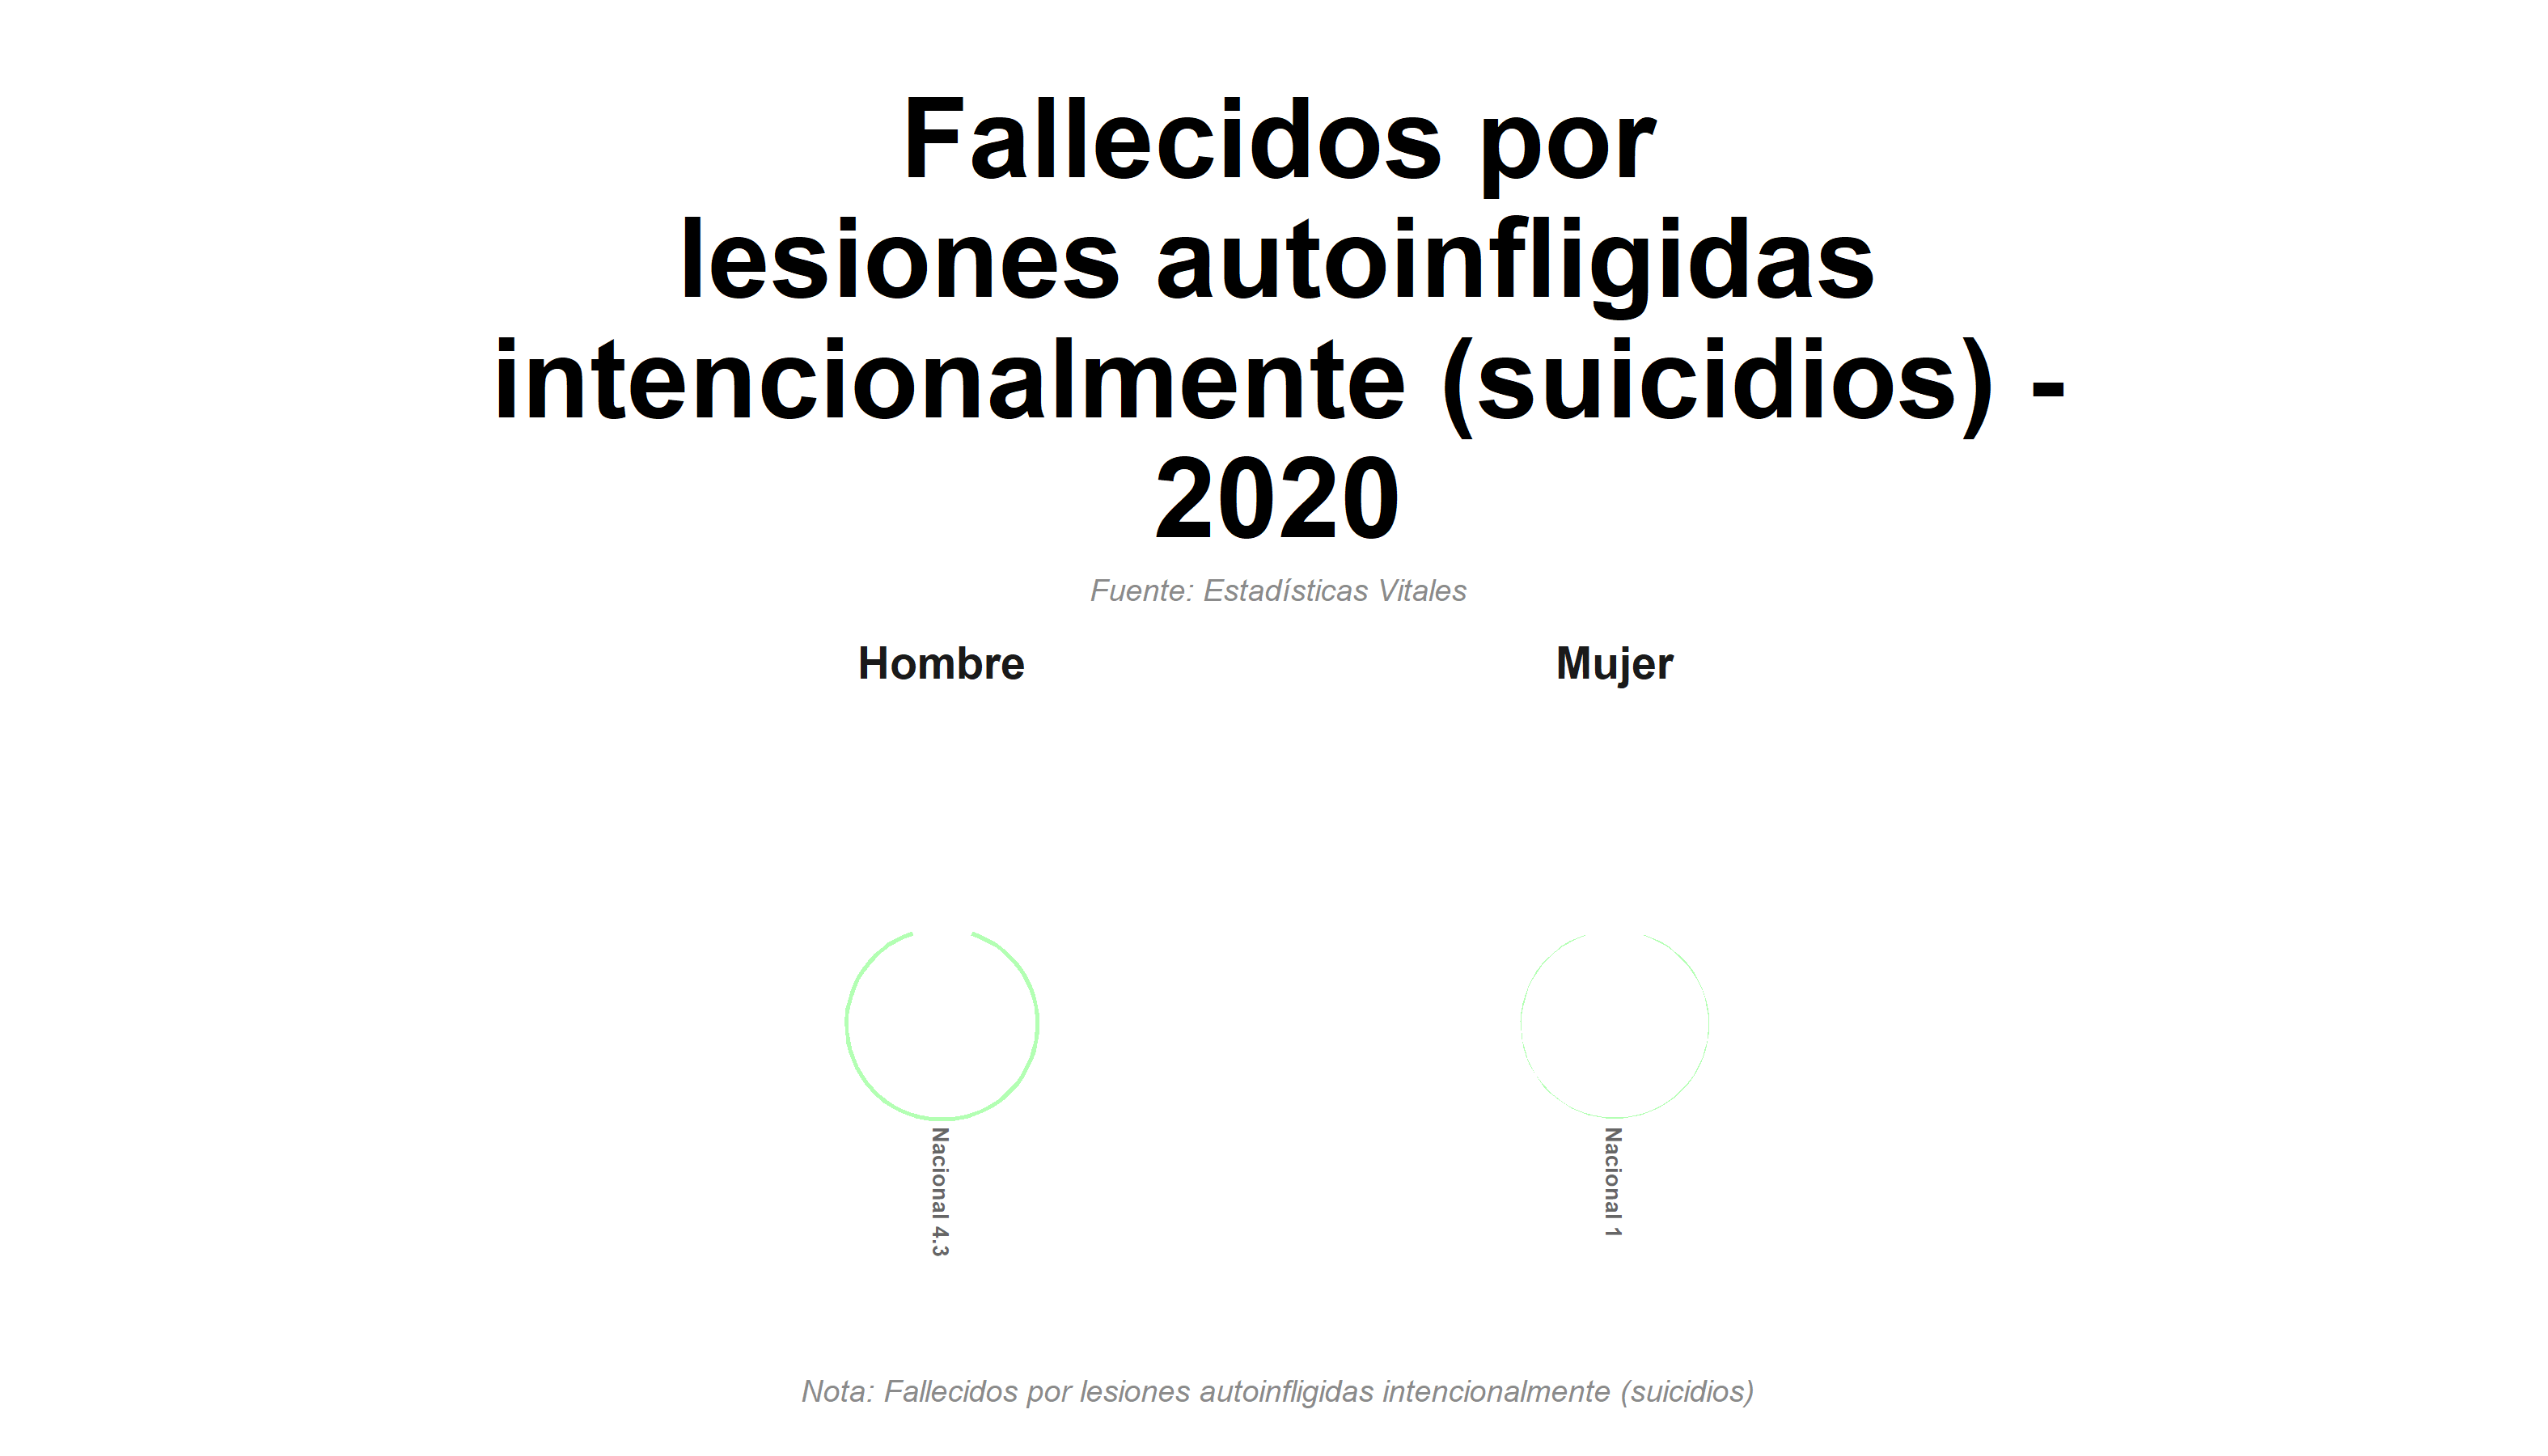 Fallecidos por
lesiones autoinfligidas
intencionalmente (suicidios) -
2020
Fuente: Estadísticas Vitales
Hombre
Mujer
Nacional 4.3
Nacional 1
Nota: Fallecidos por lesiones autoinfligidas intencionalmente (suicidios)